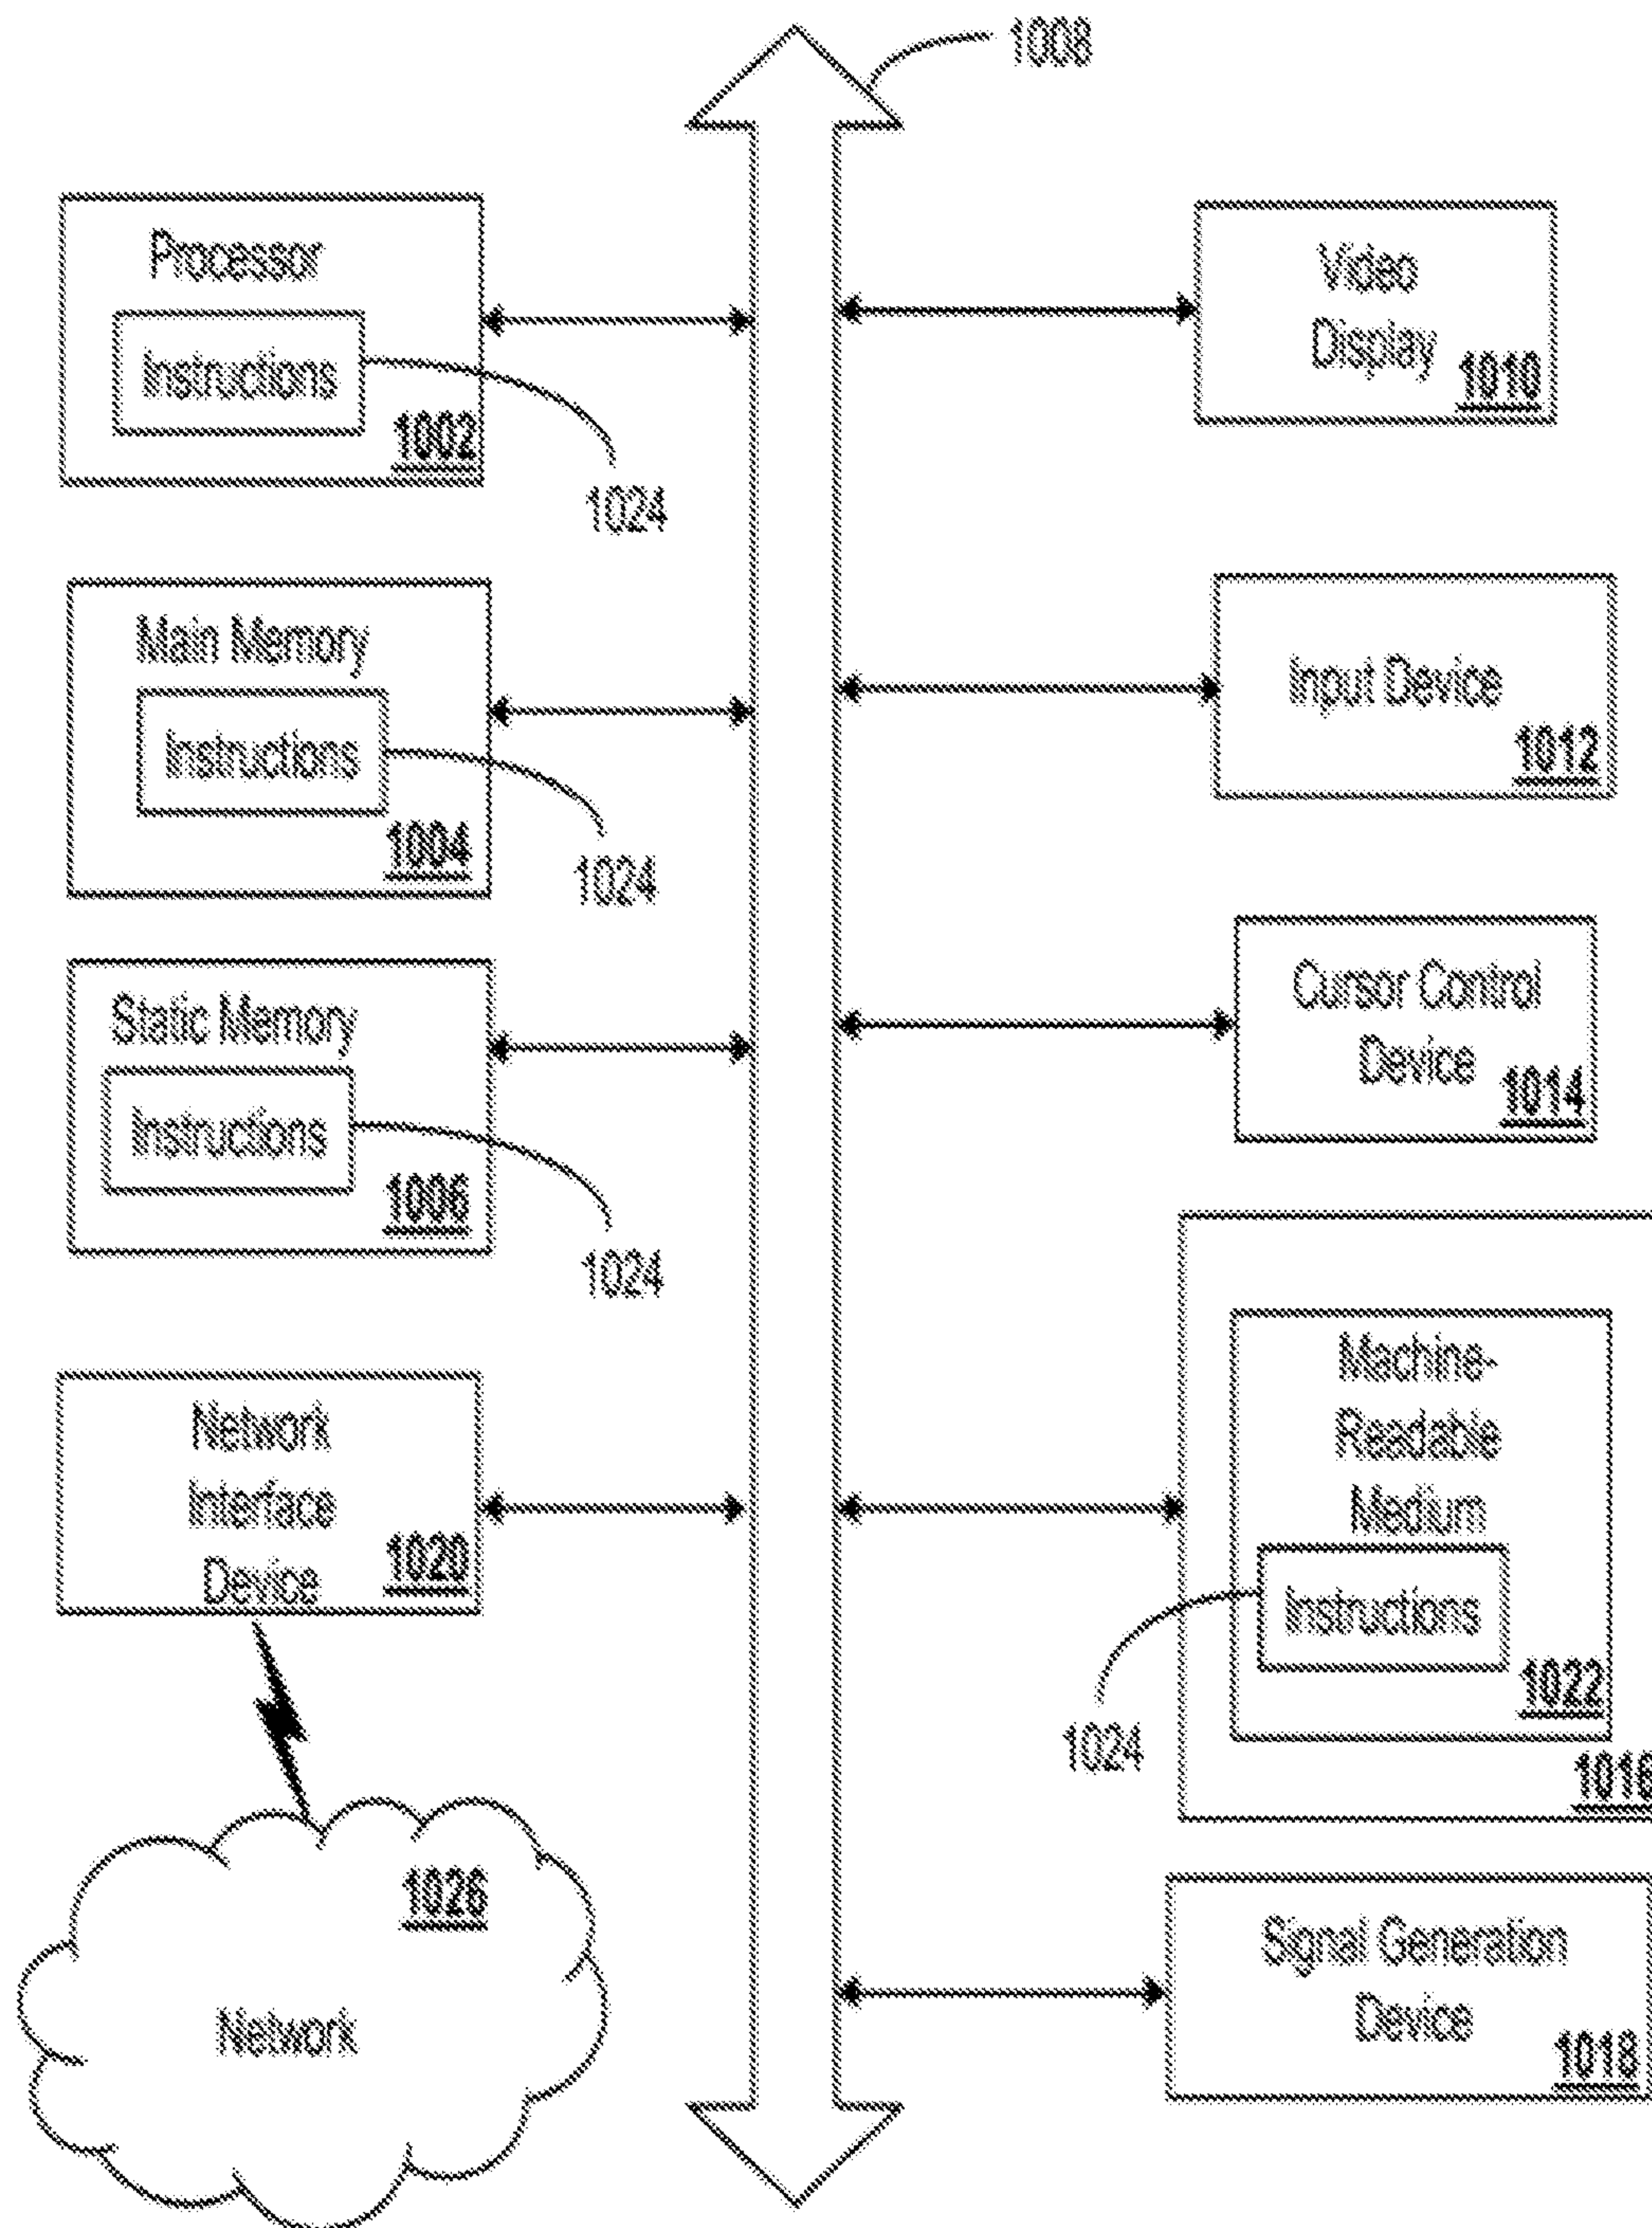 1008
Processor
Instructions
1002
1024
Main Memory
Instructions
1004
1024
Static Memory
Instructions
1006
1024
Network
Interface
Device
1020
1026
Network
Video
Display
1010
Input Device
1012
Cursor Control
Device
1014
Machine-
Readable
Medium
Instructions
1022
1024
1016
Signal Generation
Device
1018